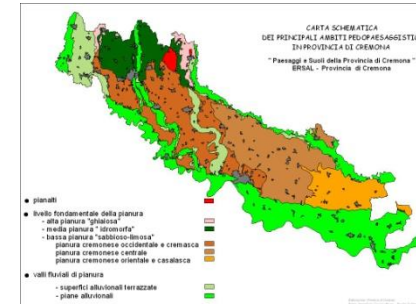 CARTA SCHEMATICA
DEI PRINCIPALI AMBITI PEDOPAESAGGISTICI
IN PROVINCIA DI CREMONA
" Paesaggi e Suoli della Provincia di Cremona "
ERSAL - Provincia di Cremona
● pianalti
● livello fondamentale della pianura
- alta pianura "ghiaiosa"
- media pianura " idromorfa"
- bassa pianura "sabbioso-limosa"
pianura cremonese occidentale e cremasca
pianura cremonese centrale
pianura cremonese orientale e casalasca
● valli fluviali di pianura
- superfici alluvionali terrazzate
- piane alluvionali